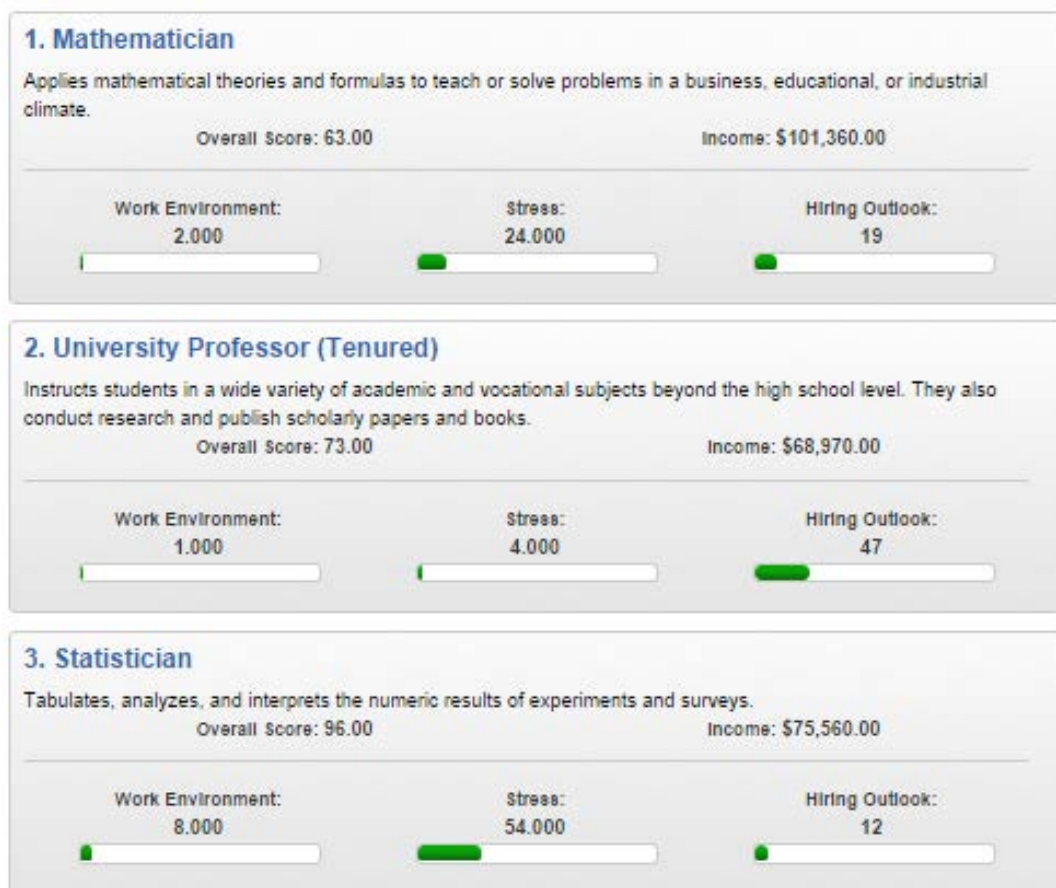 1. Mathematician
Applies mathematical theories and formulas to teach or solve problems in a business, educational, or industrial
climate.
Overall Score: 63.00 Income: $101,360.00
Work Environment: Stress: Hiring Outlook:
2.000 24.000 19
2. University Professor (Tenured)
Instructs students in a wide variety of academic and vocational subjects beyond the high school level. They also
conduct research and publish scholarly papers and books.
Overall Score: 73.00 Income: $68,970.00
Work Environment: Stress: Hiring Outlook:
1.000 4.000 47
3. Statistician
Tabulates, analyzes, and interprets the numeric results of experiments and surveys.
Overall Score: 96.00 Income: $75,560.00
Work Environment: Stress: Hiring Outlook:
8.000 54.000 12